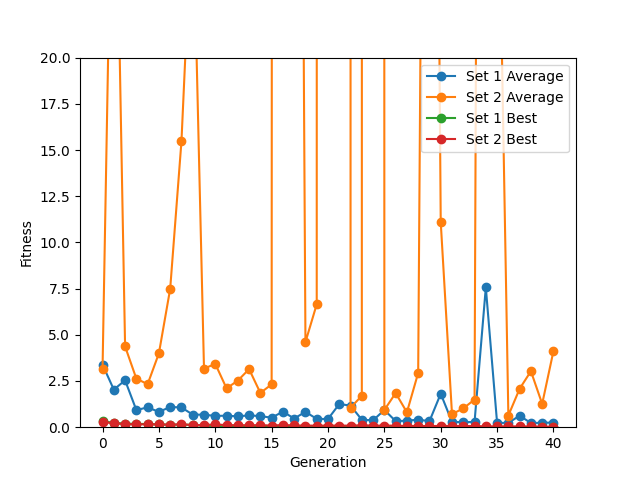 20.0
17.5
15.0
12.5
10.0
7.5
5.0
2.5
0.0
Fitness
0 5 10 15 20 25 30 35 40
Generation
Set 1 Average
Set 2 Average
Set 1 Best
Set 2 Best